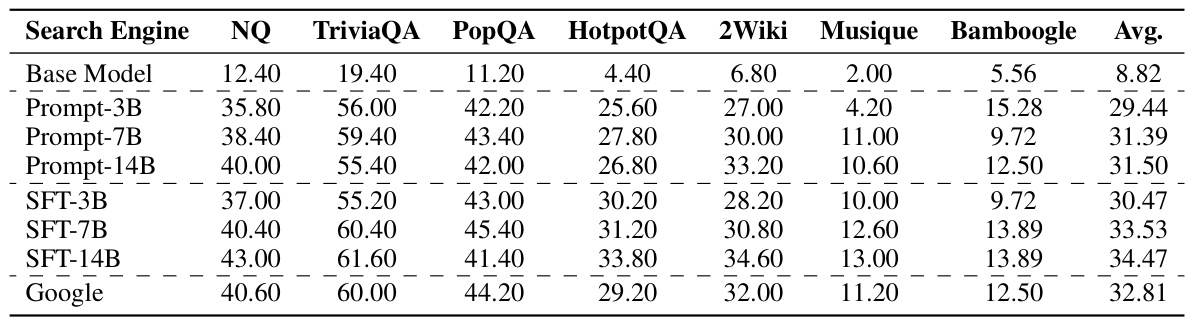 Search Engine NQ TriviaQA PopQA HotpotQA 2Wiki Musique Bamboogle Avg.
Base Model 12.40 19.40 11.20 4.40 6.80 2.00 5.56 8.82
Prompt-3B 35.80 56.00 42.20 25.60 27.00 4.20 15.28 29.44
Prompt-7B 38.40 59.40 43.40 27.80 30.00 11.00 9.72 31.39
Prompt-14B 40.00 55.40 42.00 26.80 33.20 10.60 12.50 31.50
SFT-3B 37.00 55.20 43.00 30.20 28.20 10.00 9.72 30.47
SFT-7B 40.40 60.40 45.40 31.20 30.80 12.60 13.89 33.53
SFT-14B 43.00 61.60 41.40 33.80 34.60 13.00 13.89 34.47
Google 40.60 60.00 44.20 29.20 32.00 11.20 12.50 32.81